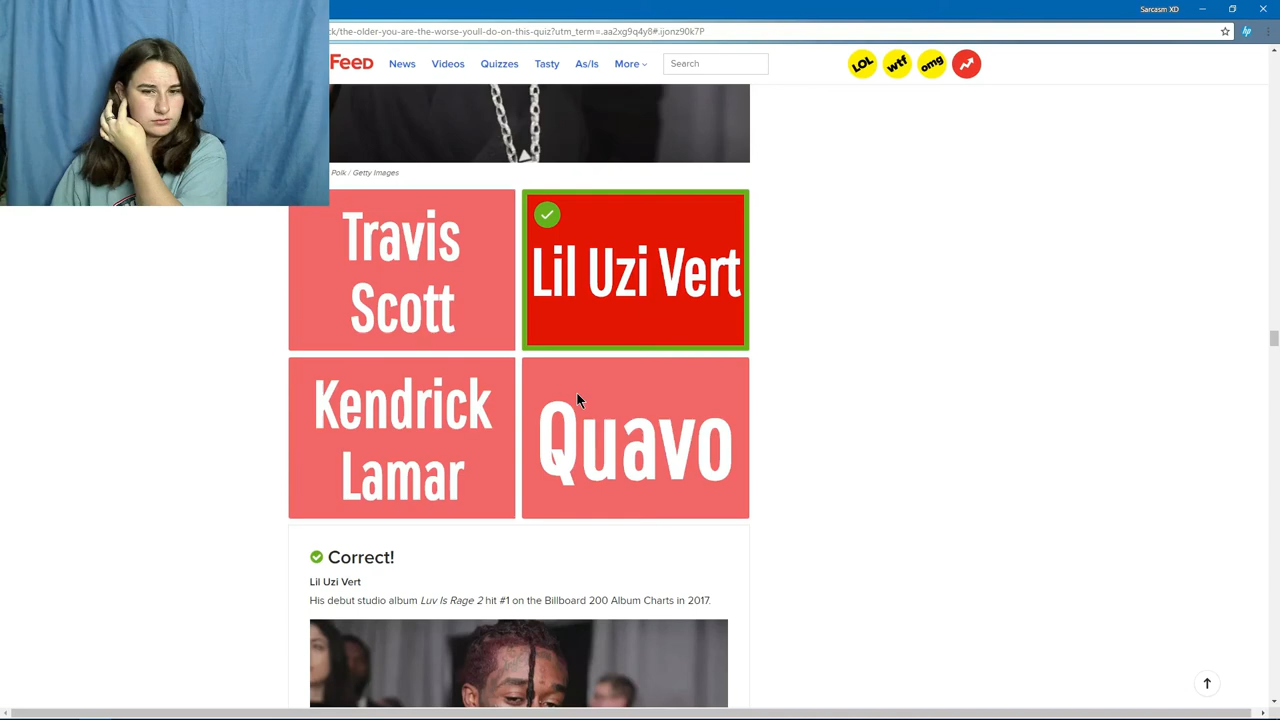 Sarcasm XD
ck/the-older-you-are-the-worse-youll-do-on-this-quiz?utm_term=.aa2xg9q4y8#.ijonz90k7P
Feed News Videos Quizzes Tasty As/Is More Search LOL wtf omg
Polk / Getty Images
Travis
Scott
Lil Uzi Vert
Kendrick
Lamar
Quavo
Correct!
Lil Uzi Vert
His debut studio album Luv Is Rage 2 hit #1 on the Billboard 200 Album Charts in 2017.